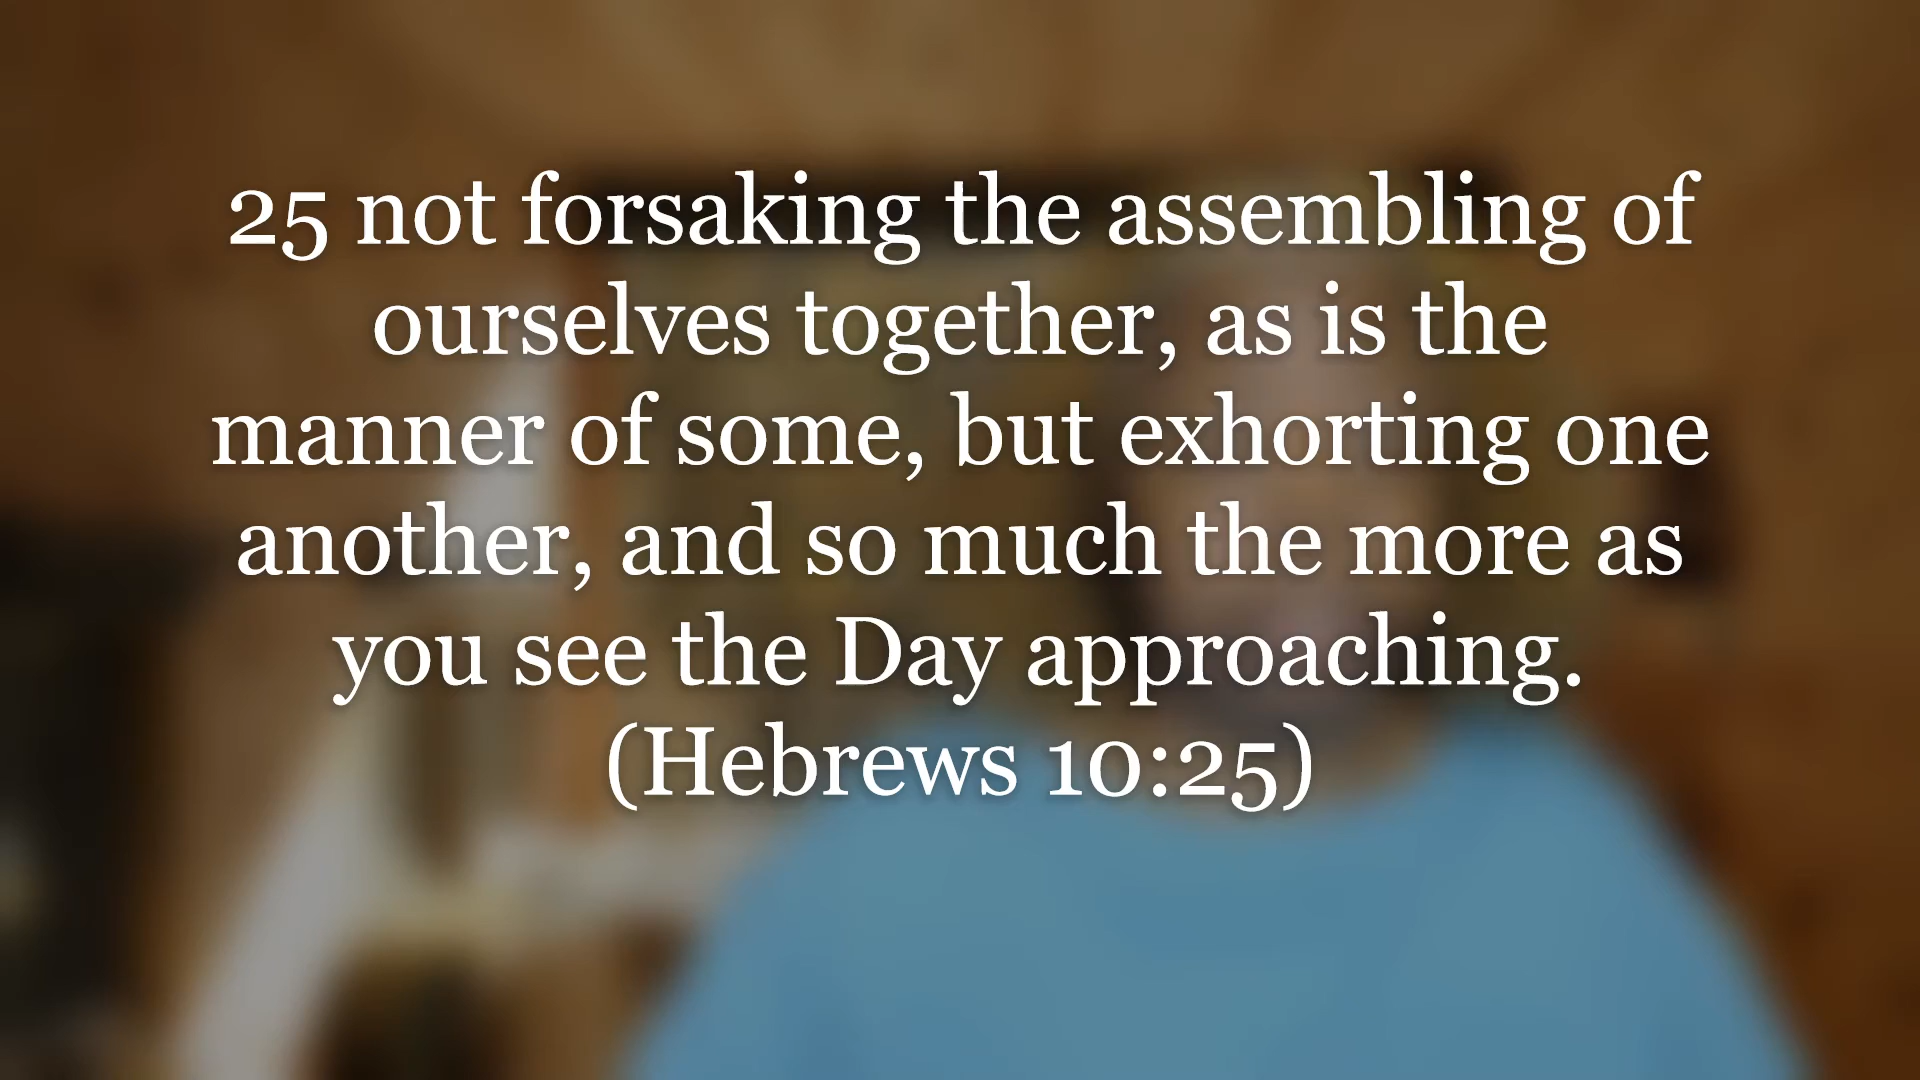 25 not forsaking the assembling of
ourselves together, as is the
manner of some, but exhorting one
another, and so much the more as
you see the Day approaching.
(Hebrews 10:25)